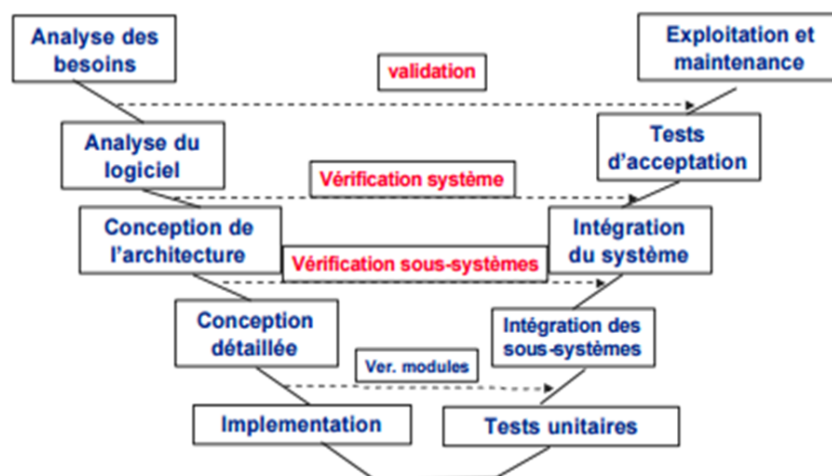 Analyse des
besoins
validation
Exploitation et
maintenance
Analyse du
logiciel
Tests
d'acceptation
Vérification système
Conception de
l'architecture
Vérification sous-systèmes
Intégration
du système
Conception
détaillée
Intégration des
sous-systèmes
Ver. modules
Implementation
Tests unitaires